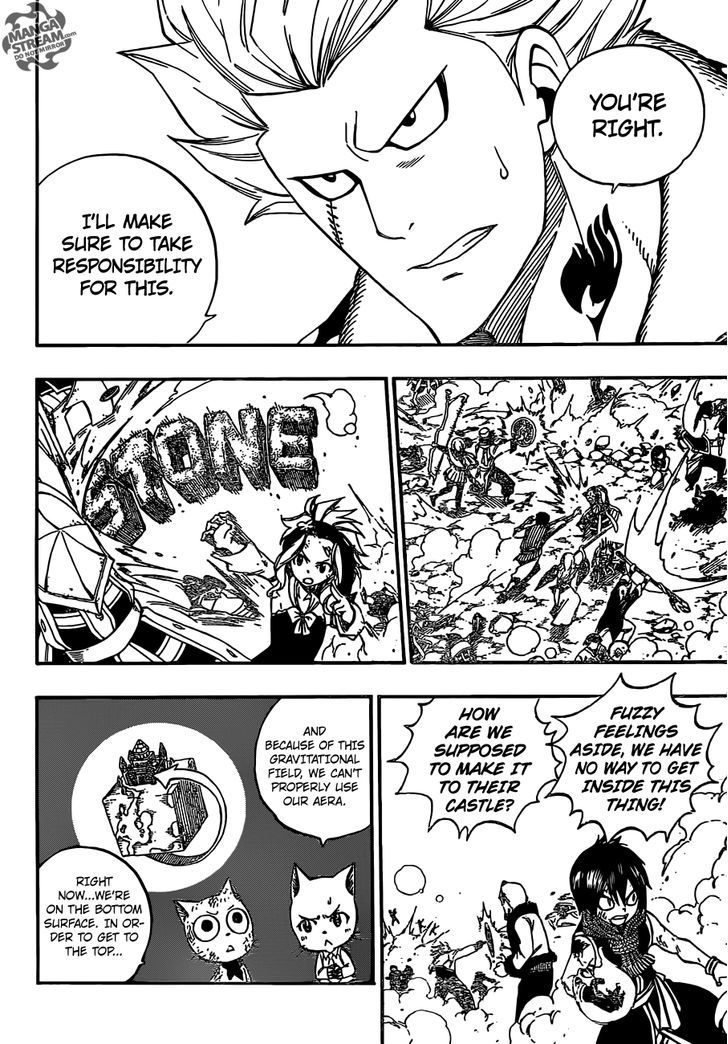 MANGA
STREAM.COM
DO NOT MIRROR
YOU'RE
RIGHT.
I'LL MAKE
SURE TO TAKE
RESPONSIBILITY
FOR THIS.
STONE
FUZZY
FEELINGS
ASIDE, WE HAVE
NO WAY TO GET
INSIDE THIS
THING!
HOW
ARE WE
SUPPOSED
TO MAKE IT
TO THEIR
CASTLE?
AND
BECAUSE OF THIS
GRAVITATIONAL
FIELD, WE CAN'T
PROPERLY USE
OUR AERA.
RIGHT
NOW...WE'RE
ON THE BOTTOM
SURFACE. IN OR-
DER TO GET TO
THE TOP...